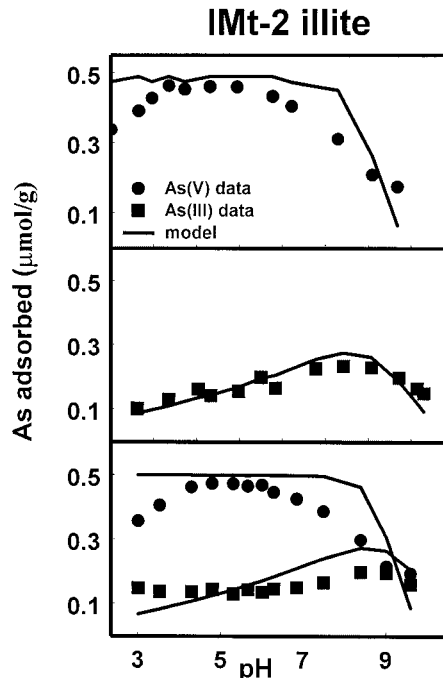 IMt-2 illite
As adsorbed (μmol/g)
0.5
0.3
0.1
As(V) data
As(III) data
model
0.5
0.3
0.1
0.5
0.3
0.1
3 5 7 9
pH